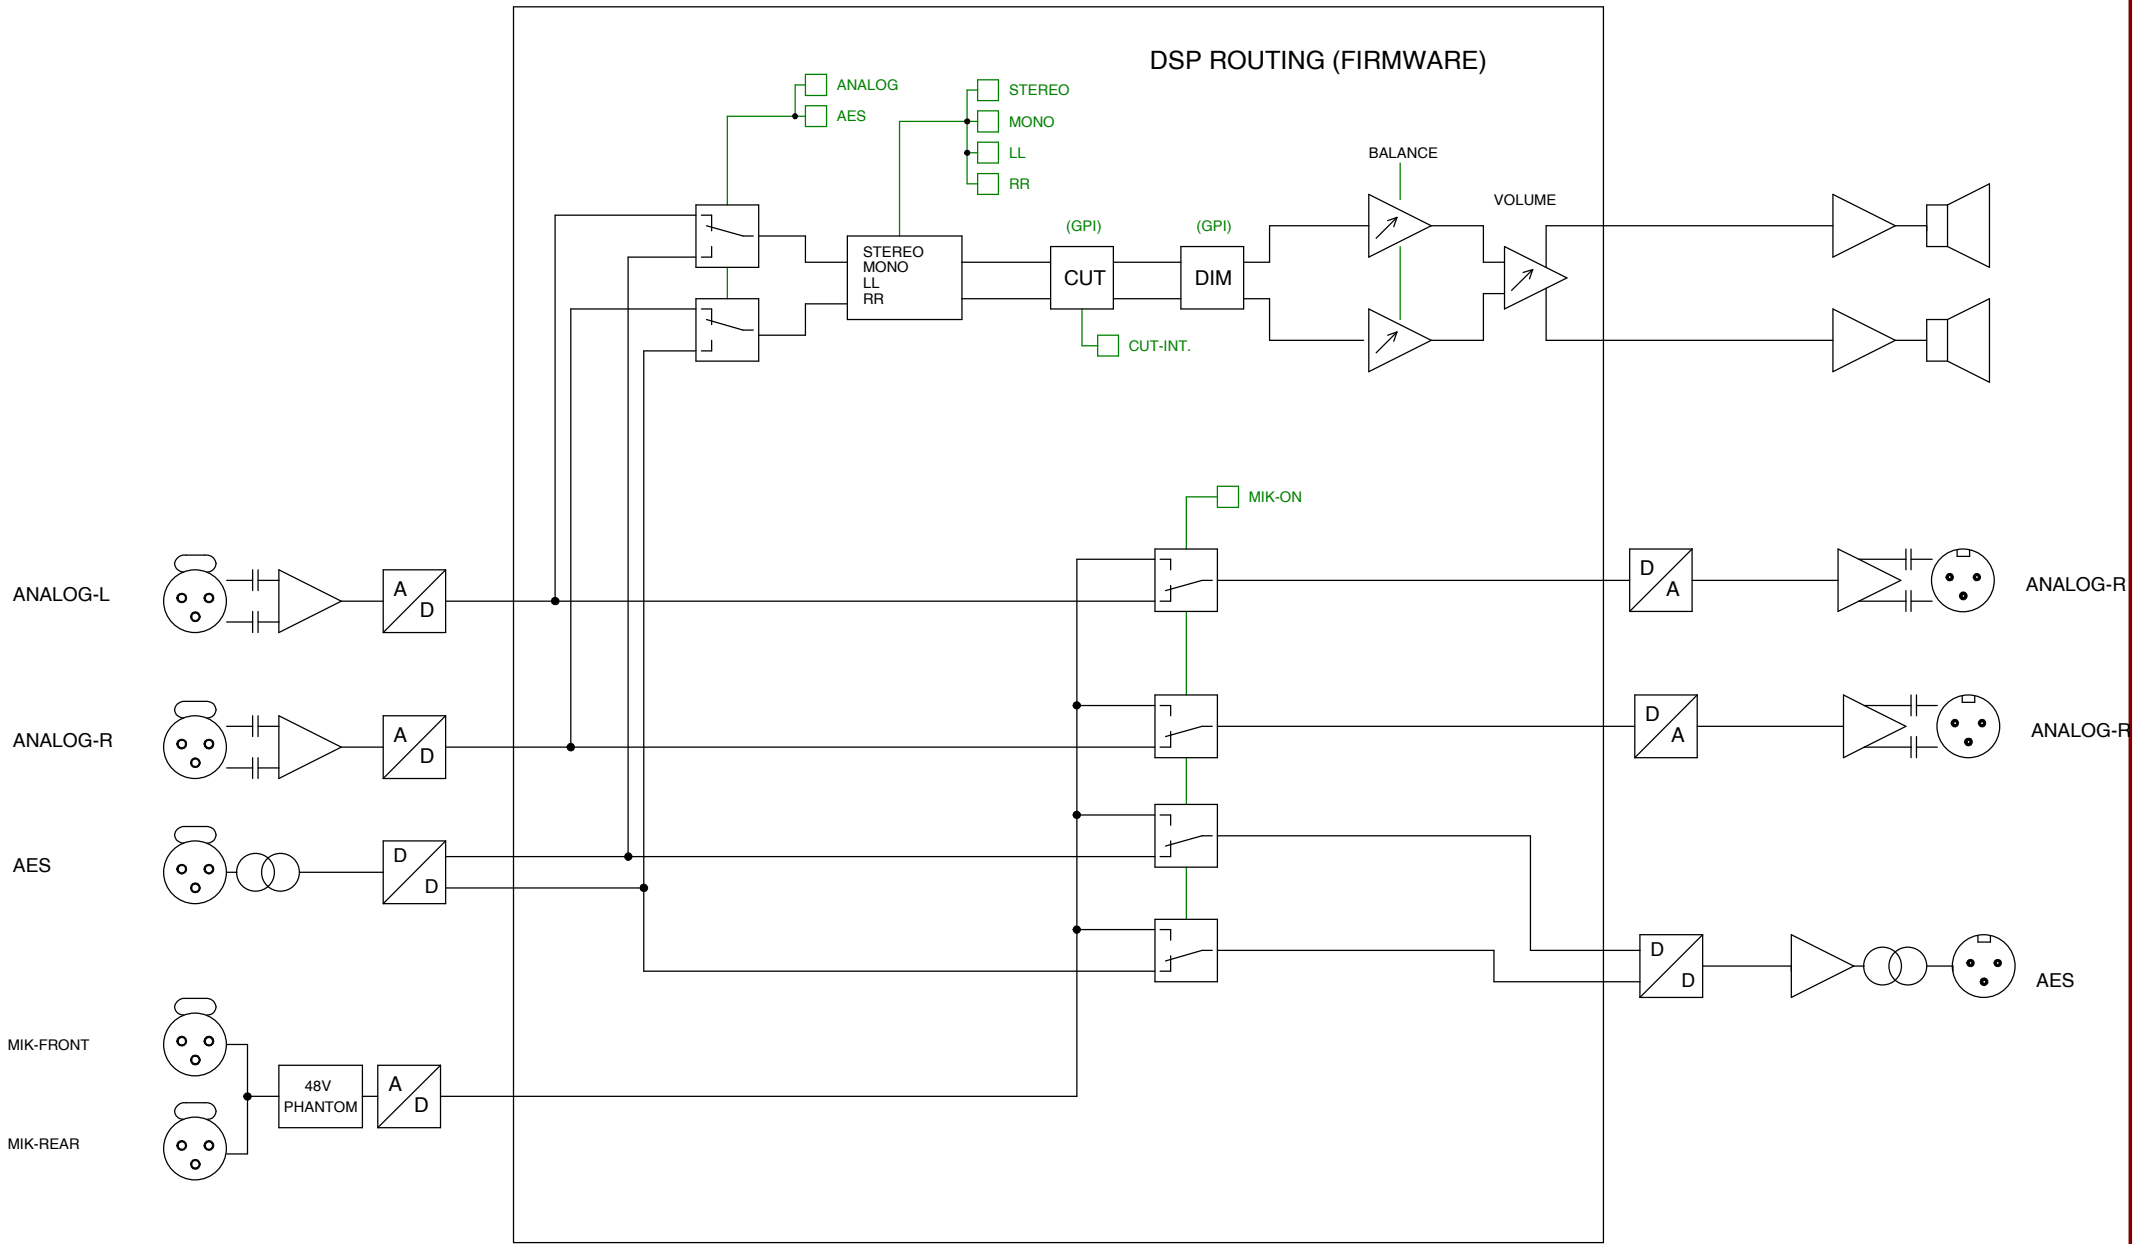 DSP ROUTING (FIRMWARE)
ANALOG
AES
STEREO
MONO
LL
RR
BALANCE
VOLUME
(GPI)
(GPI)
STEREO
MONO
LL
RR
CUT
DIM
CUT-INT.
MIK-ON
ANALOG-L
A
D
D
A
ANALOG-R
ANALOG-R
A
D
D
A
ANALOG-R
AES
D
D
D
D
AES
MIK-FRONT
48V
PHANTOM
A
D
MIK-REAR